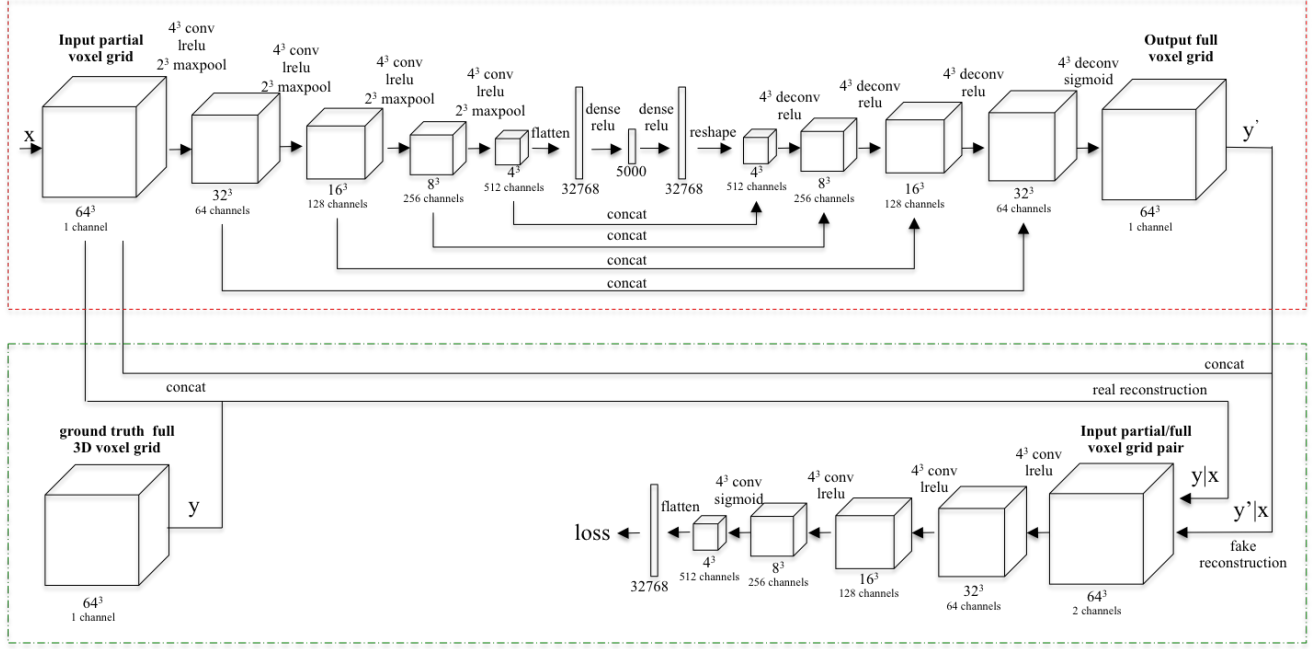 Input partial
voxel grid
4³ conv
lrelu
2³ maxpool
4³ conv
lrelu
2³ maxpool
4³ conv
lrelu
2³ maxpool
4³ conv
lrelu
2³ maxpool
flatten
dense
relu
dense
relu
reshape
4³ deconv
relu
4³ deconv
relu
4³ deconv
relu
4³ deconv
sigmoid
Output full
voxel grid
x
y'
64³
1 channel
32³
64 channels
16³
128 channels
8³
256 channels
4³
512 channels
32768
5000
32768
4³
512 channels
8³
256 channels
16³
128 channels
32³
64 channels
64³
1 channel
concat
concat
concat
concat
concat
concat
real reconstruction
ground truth full
3D voxel grid
y
64³
1 channel
Input partial/full
voxel grid pair
4³ conv
lrelu
4³ conv
lrelu
4³ conv
lrelu
4³ conv
sigmoid
flatten
loss
y|x
y'|x
fake
reconstruction
32768
4³
512 channels
8³
256 channels
16³
128 channels
32³
64 channels
64³
2 channels